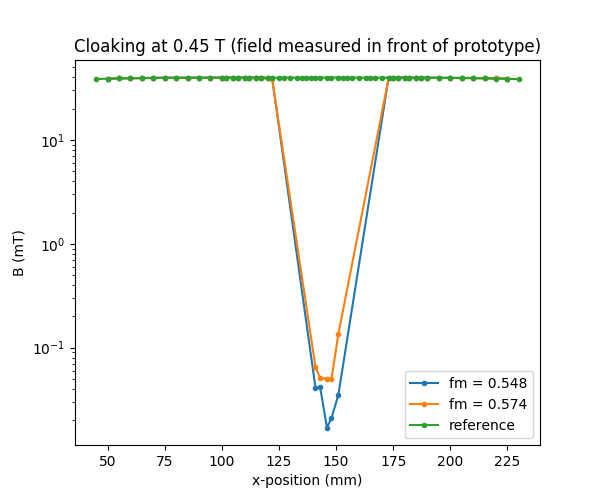 Cloaking at 0.45 T (field measured in front of prototype)
B (mT)
10¹
10⁰
10⁻¹
50 75 100 125 150 175 200 225
x-position (mm)
fm = 0.548
fm = 0.574
reference